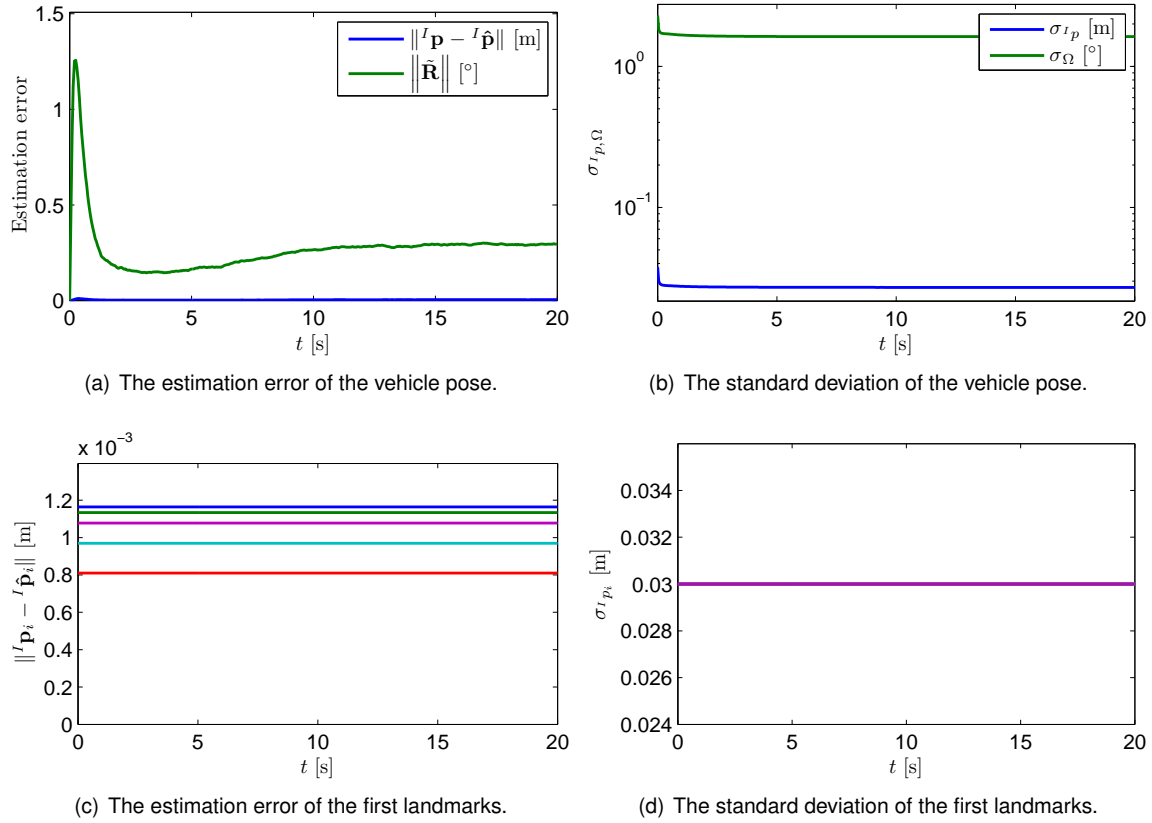 1.5
1
0.5
0
Estimation error
‖ᴵp − ᴵp̂‖ [m]
‖R̃‖ [°]
0 5 10 15 20
t [s]
(a) The estimation error of the vehicle pose.
10⁰
10⁻¹
σᴵp,Ω
σᴵp [m]
σΩ [°]
0 5 10 15 20
t [s]
(b) The standard deviation of the vehicle pose.
x 10⁻³
1.2
1
0.8
0.6
0.4
0.2
0
‖ᴵpᵢ − ᴵp̂ᵢ‖ [m]
0 5 10 15 20
t [s]
(c) The estimation error of the first landmarks.
0.034
0.032
0.03
0.028
0.026
0.024
σᴵpᵢ [m]
0 5 10 15 20
t [s]
(d) The standard deviation of the first landmarks.